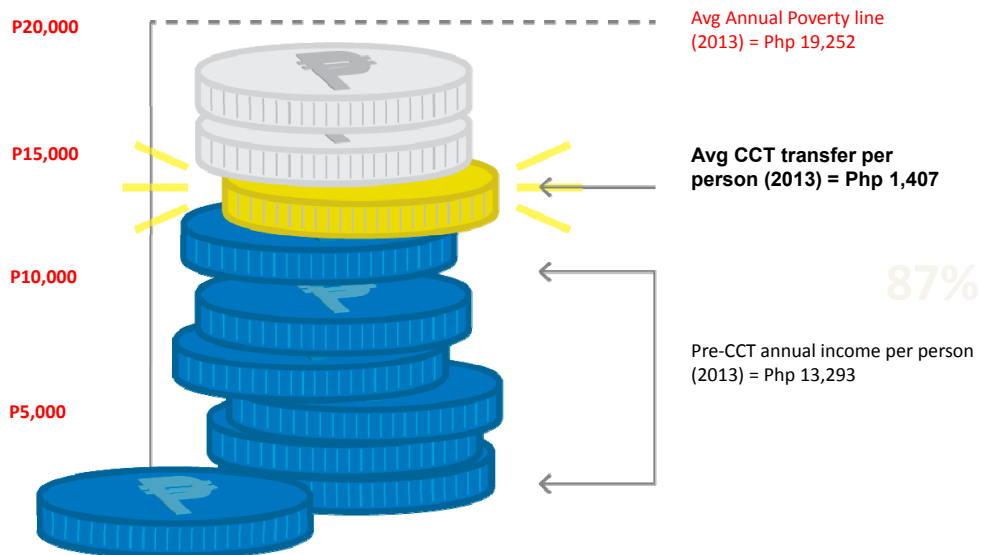 P20,000
P15,000
P10,000
P5,000
Avg Annual Poverty line
(2013) = Php 19,252
Avg CCT transfer per
person (2013) = Php 1,407
87%
Pre-CCT annual income per person
(2013) = Php 13,293